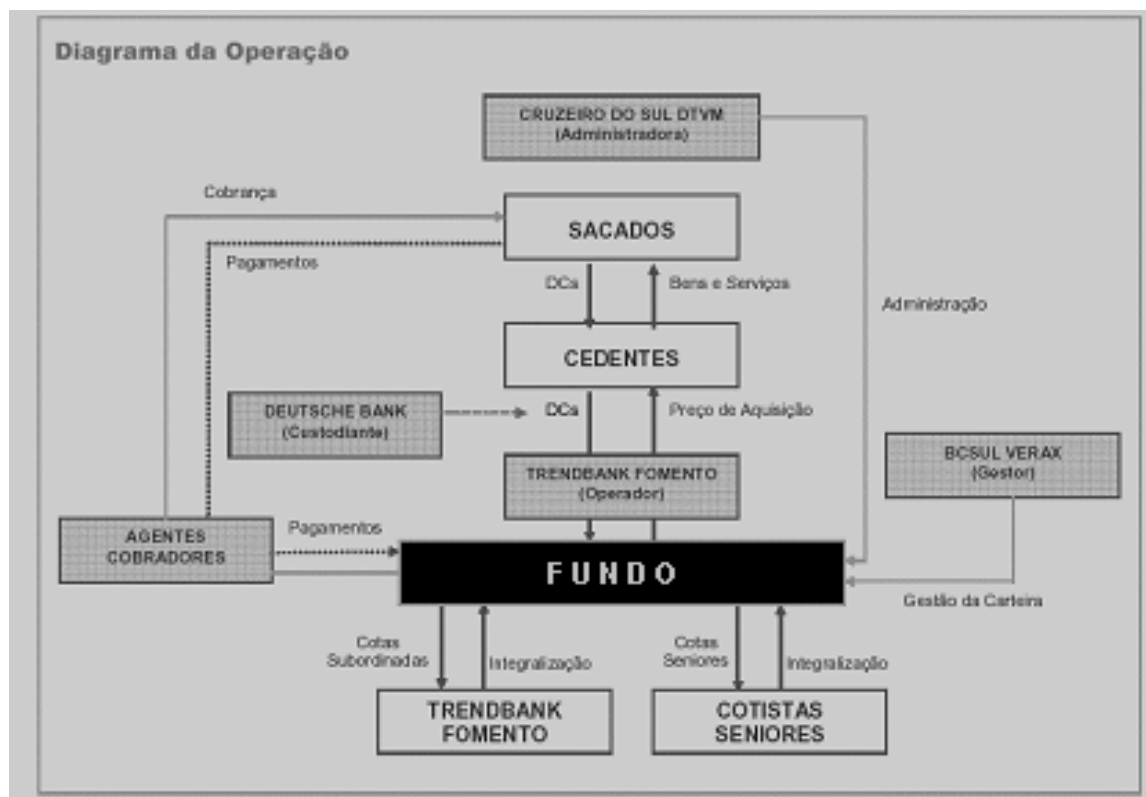 Diagrama da Operação
CRUZEIRO DO SUL DTVM
(Administradora)
Cobrança
SACADOS
Pagamentos
DCs
Bens e Serviços
Administração
CEDENTES
DEUTSCHE BANK
(Custodiante)
DCs
Preço de Aquisição
BCSUL VERAX
(Gestor)
TRENDBANK FOMENTO
(Operador)
AGENTES
COBRADORES
Pagamentos
FUNDO
Gestão da Carteira
Cotas
Subordinadas
Integralização
Cotas
Seniores
Integralização
TRENDBANK
FOMENTO
COTISTAS
SENIORES